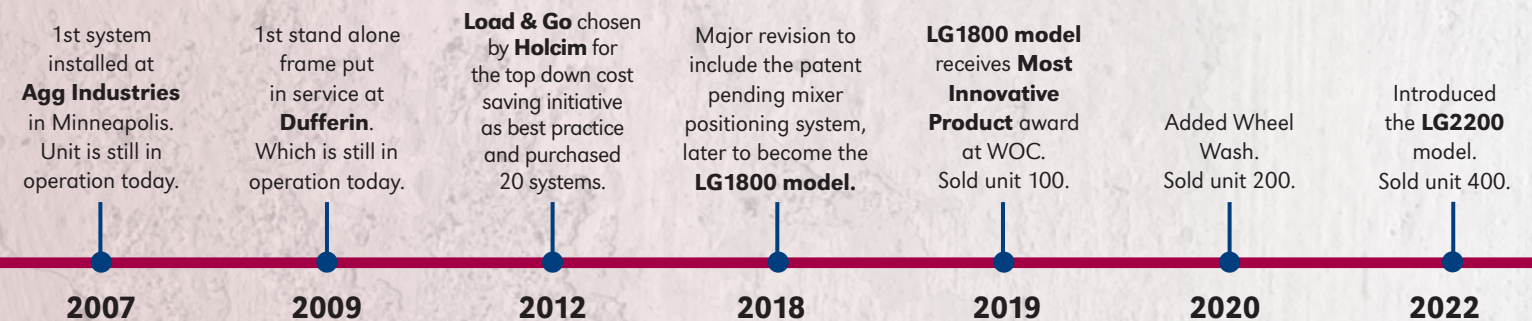 1st system
installed at
Agg Industries
in Minneapolis.
Unit is still in
operation today.
2007
1st stand alone
frame put
in service at
Dufferin.
Which is still in
operation today.
2009
Load & Go chosen
by Holcim for
the top down cost
saving initiative
as best practice
and purchased
20 systems.
2012
Major revision to
include the patent
pending mixer
positioning system,
later to become the
LG1800 model.
2018
LG1800 model
receives Most
Innovative
Product award
at WOC.
Sold unit 100.
2019
Added Wheel
Wash.
Sold unit 200.
2020
Introduced
the LG2200
model.
Sold unit 400.
2022